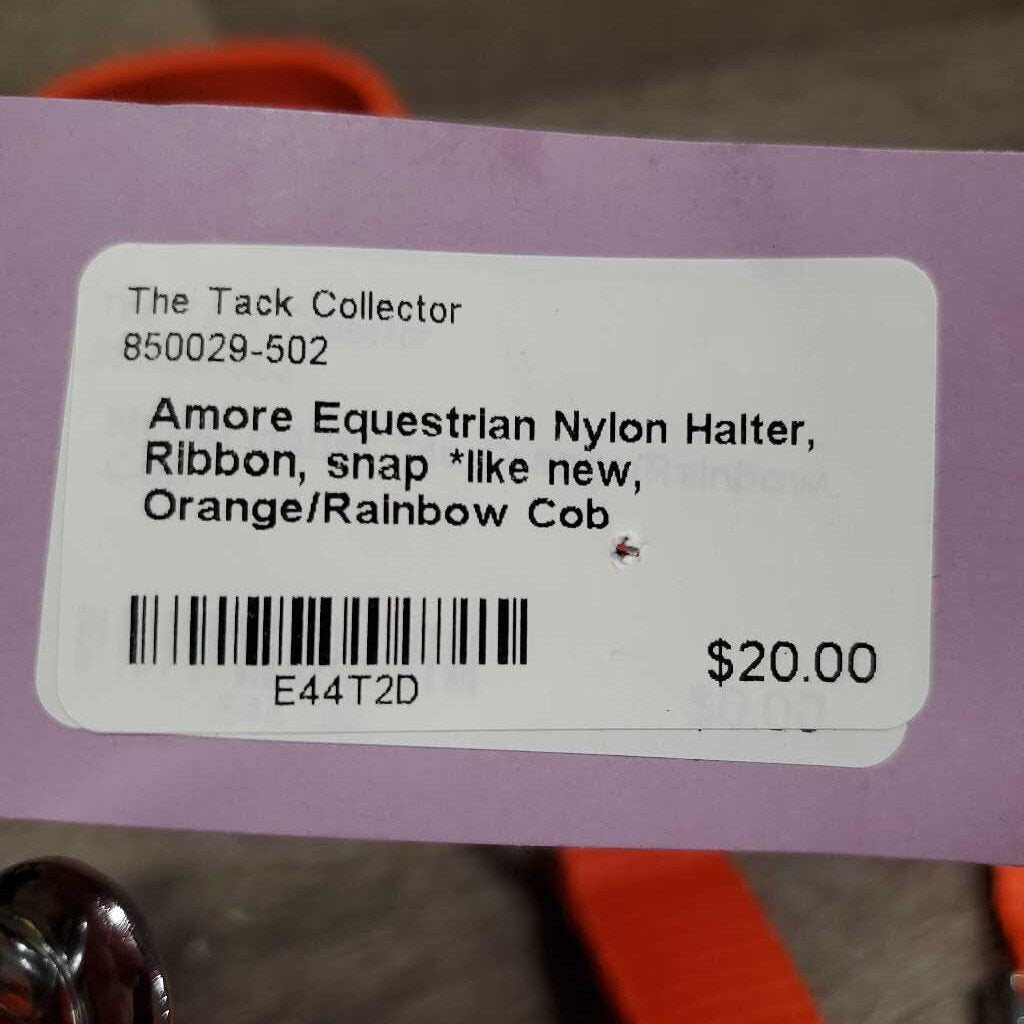 The Tack Collector
850029-502
Amore Equestrian Nylon Halter,
Ribbon, snap *like new,
Orange/Rainbow Cob
E44T2D
$20.00